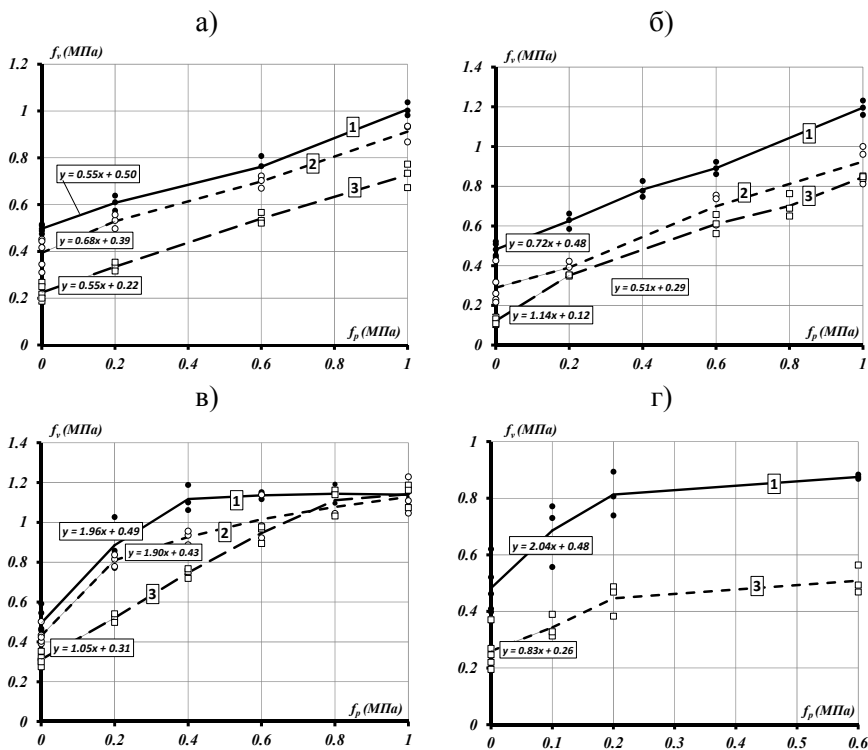 а)
б)
f_v (МПа)
1.2
1
0.8
0.6
0.4
0.2
0
1
2
3
y = 0.55x + 0.50
y = 0.68x + 0.39
y = 0.55x + 0.22
f_p (МПа)
0
0.2
0.4
0.6
0.8
1
f_v (МПа)
1.4
1.2
1
0.8
0.6
0.4
0.2
0
1
2
3
y = 0.72x + 0.48
y = 0.51x + 0.29
y = 1.14x + 0.12
f_p (МПа)
0
0.2
0.4
0.6
0.8
1
в)
г)
f_v (МПа)
1.4
1.2
1
0.8
0.6
0.4
0.2
0
1
2
3
y = 1.96x + 0.49
y = 1.90x + 0.43
y = 1.05x + 0.31
f_p (МПа)
0
0.2
0.4
0.6
0.8
1
f_v (МПа)
1
0.8
0.6
0.4
0.2
0
1
3
y = 2.04x + 0.48
y = 0.83x + 0.26
f_p (МПа)
0
0.1
0.2
0.3
0.4
0.5
0.6